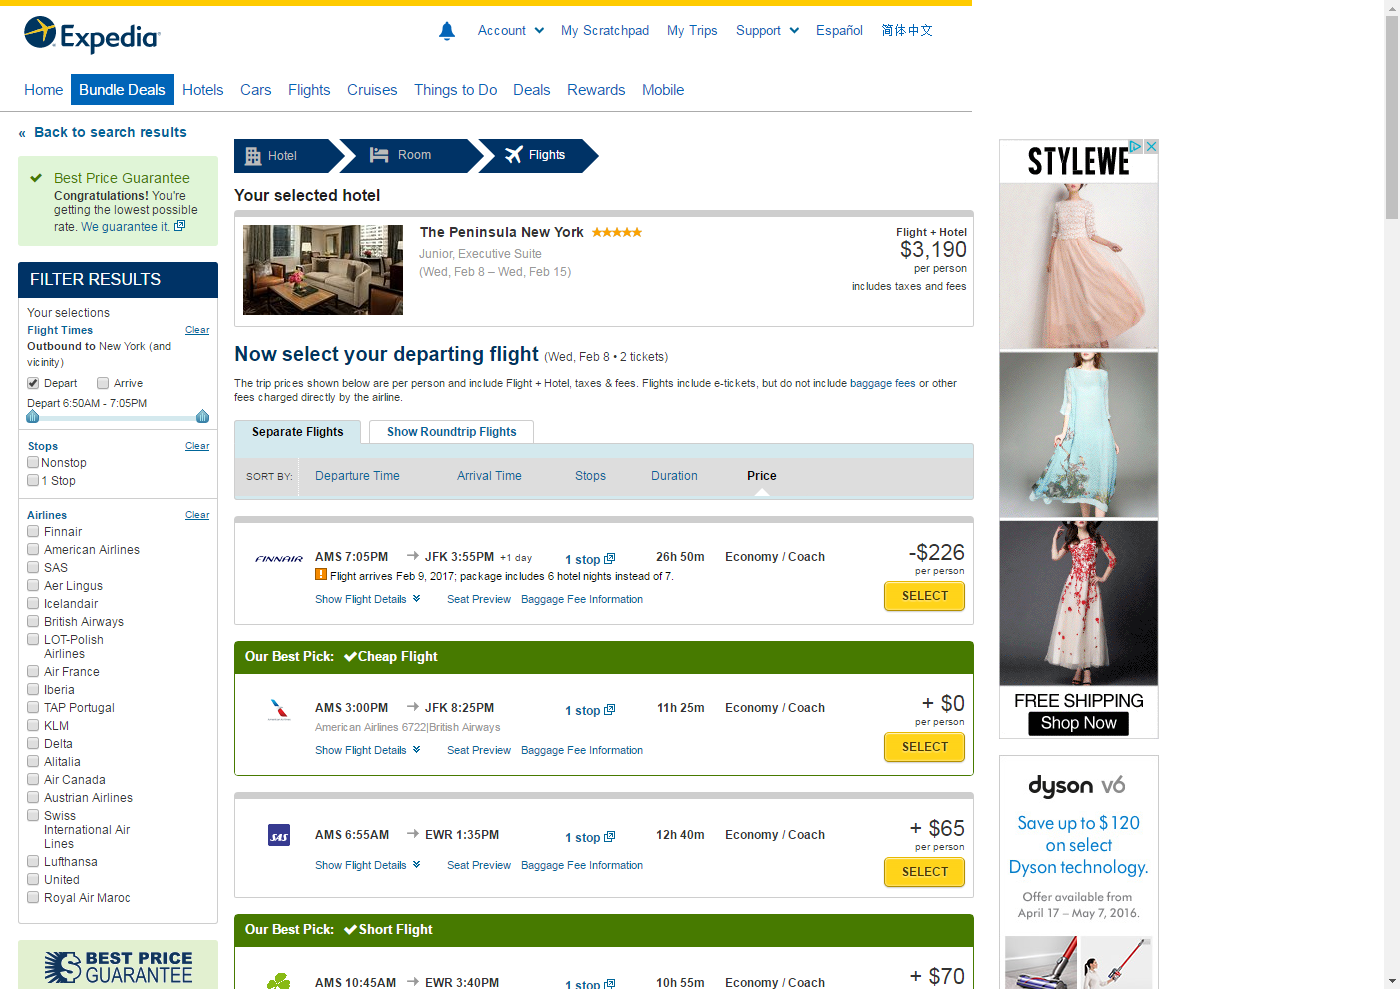 Expedia
Account
My Scratchpad
My Trips
Support
Español
简体中文
Home
Bundle Deals
Hotels
Cars
Flights
Cruises
Things to Do
Deals
Rewards
Mobile
« Back to search results
Best Price Guarantee
Congratulations! You're
getting the lowest possible
rate. We guarantee it.
FILTER RESULTS
Your selections
Flight Times Clear
Outbound to New York (and
vicinity)
Depart Arrive
Depart 6:50AM - 7:05PM
Stops Clear
Nonstop
1 Stop
Airlines Clear
Finnair
American Airlines
SAS
Aer Lingus
Icelandair
British Airways
LOT-Polish
Airlines
Air France
Iberia
TAP Portugal
KLM
Delta
Alitalia
Air Canada
Austrian Airlines
Swiss
International Air
Lines
Lufthansa
United
Royal Air Maroc
BEST PRICE
GUARANTEE
Hotel
Room
Flights
Your selected hotel
The Peninsula New York
Junior, Executive Suite
(Wed, Feb 8 – Wed, Feb 15)
Flight + Hotel
$3,190
per person
includes taxes and fees
Now select your departing flight (Wed, Feb 8 • 2 tickets)
The trip prices shown below are per person and include Flight + Hotel, taxes & fees. Flights include e-tickets, but do not include baggage fees or other
fees charged directly by the airline.
Separate Flights
Show Roundtrip Flights
SORT BY: Departure Time Arrival Time Stops Duration Price
FINNAIR
AMS 7:05PM → JFK 3:55PM +1 day 1 stop 26h 50m Economy / Coach
-$226
per person
Flight arrives Feb 9, 2017; package includes 6 hotel nights instead of 7.
Show Flight Details Seat Preview Baggage Fee Information
SELECT
Our Best Pick: Cheap Flight
AMS 3:00PM → JFK 8:25PM 1 stop 11h 25m Economy / Coach
+ $0
per person
American Airlines 6722|British Airways
Show Flight Details Seat Preview Baggage Fee Information
SELECT
SAS
AMS 6:55AM → EWR 1:35PM 1 stop 12h 40m Economy / Coach
+ $65
per person
Show Flight Details Seat Preview Baggage Fee Information
SELECT
Our Best Pick: Short Flight
AMS 10:45AM → EWR 3:40PM 1 stop 10h 55m Economy / Coach
+ $70
STYLEWE
FREE SHIPPING
Shop Now
dyson v6
Save up to $120
on select
Dyson technology.
Offer available from
April 17 – May 7, 2016.